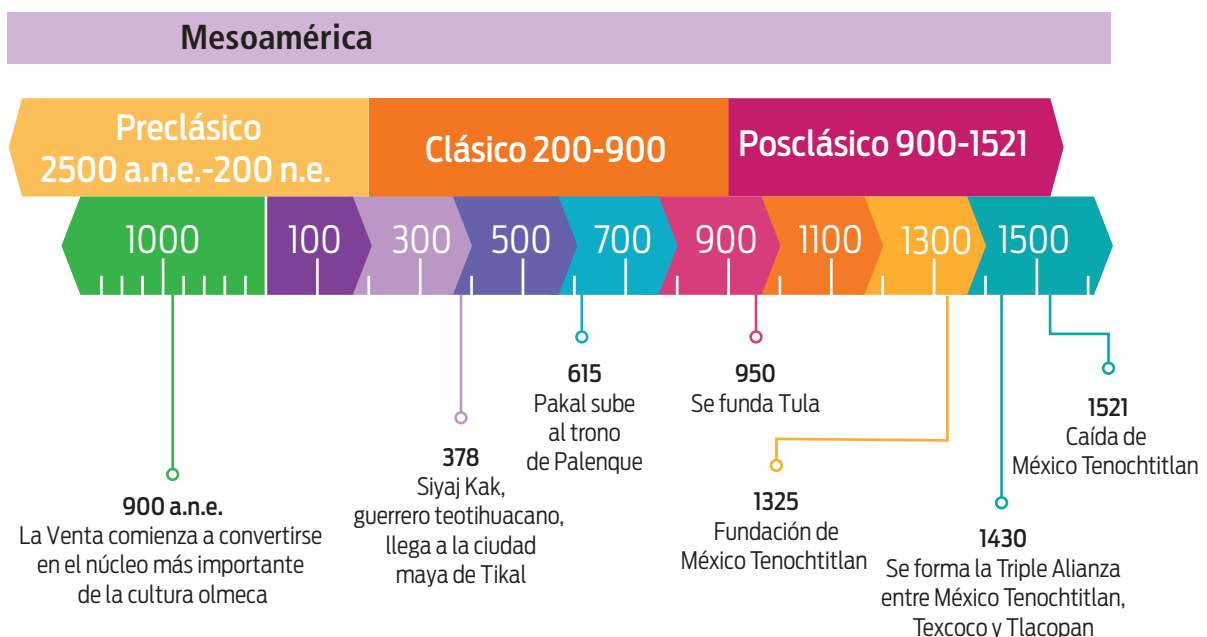 Mesoamérica
Preclásico
2500 a.n.e.-200 n.e.
Clásico 200-900
Posclásico 900-1521
1000
100
300
500
700
900
1100
1300
1500
900 a.n.e.
La Venta comienza a convertirse
en el núcleo más importante
de la cultura olmeca
378
Siyaj Kak,
guerrero teotihuacano,
llega a la ciudad
maya de Tikal
615
Pakal sube
al trono
de Palenque
950
Se funda Tula
1325
Fundación de
México Tenochtitlan
1430
Se forma la Triple Alianza
entre México Tenochtitlan,
Texcoco y Tlacopan
1521
Caída de
México Tenochtitlan